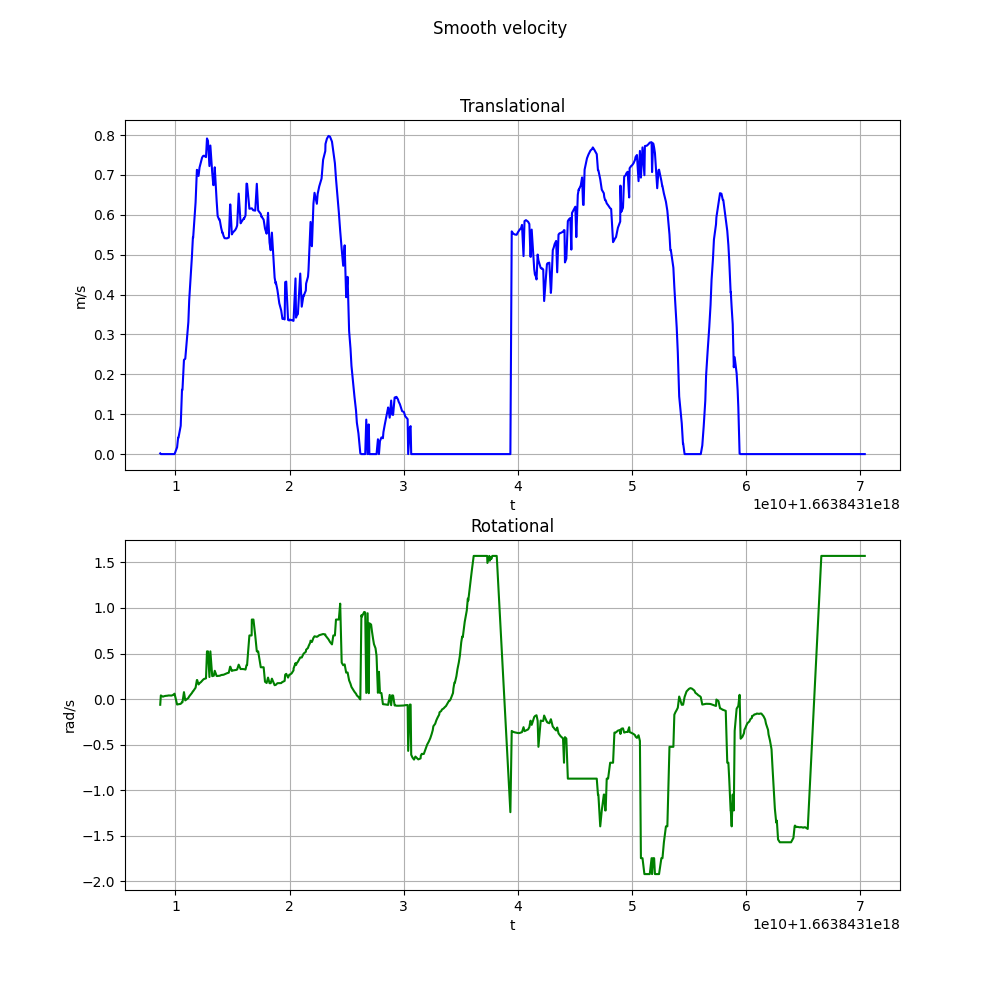 Smooth velocity
Translational
0.8
0.7
0.6
0.5
0.4
0.3
0.2
0.1
0.0
m/s
1 2 3 4 5 6 7
t
1e10+1.6638431e18
Rotational
1.5
1.0
0.5
0.0
−0.5
−1.0
−1.5
−2.0
rad/s
1 2 3 4 5 6 7
t
1e10+1.6638431e18